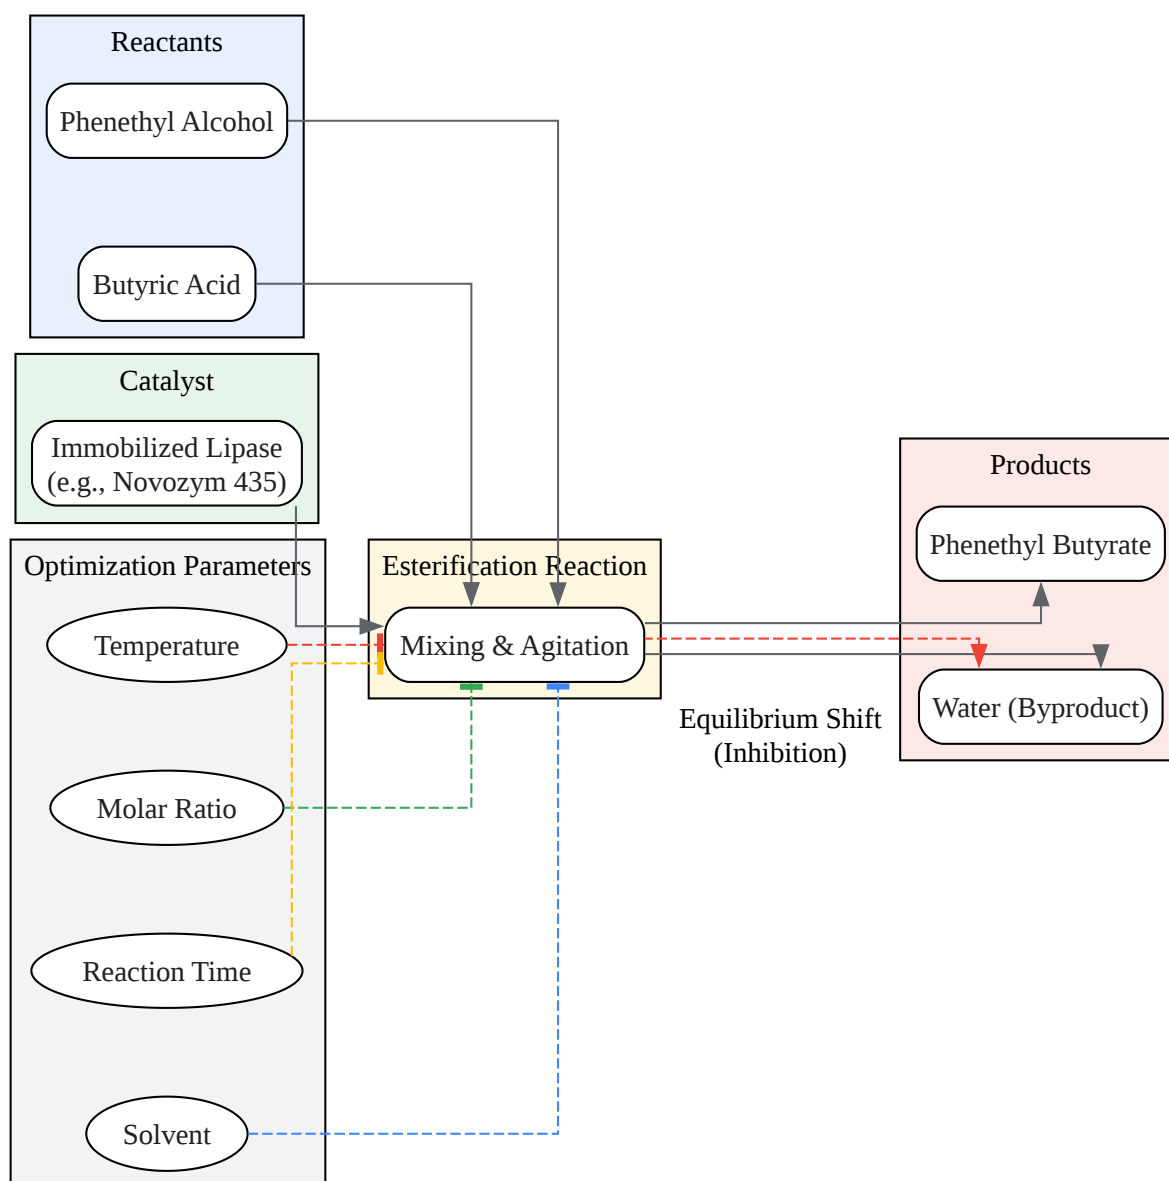 Reactants
Phenethyl Alcohol
Butyric Acid
Catalyst
Immobilized Lipase
(e.g., Novozym 435)
Optimization Parameters
Temperature
Molar Ratio
Reaction Time
Solvent
Esterification Reaction
Mixing & Agitation
Equilibrium Shift
(Inhibition)
Products
Phenethyl Butyrate
Water (Byproduct)